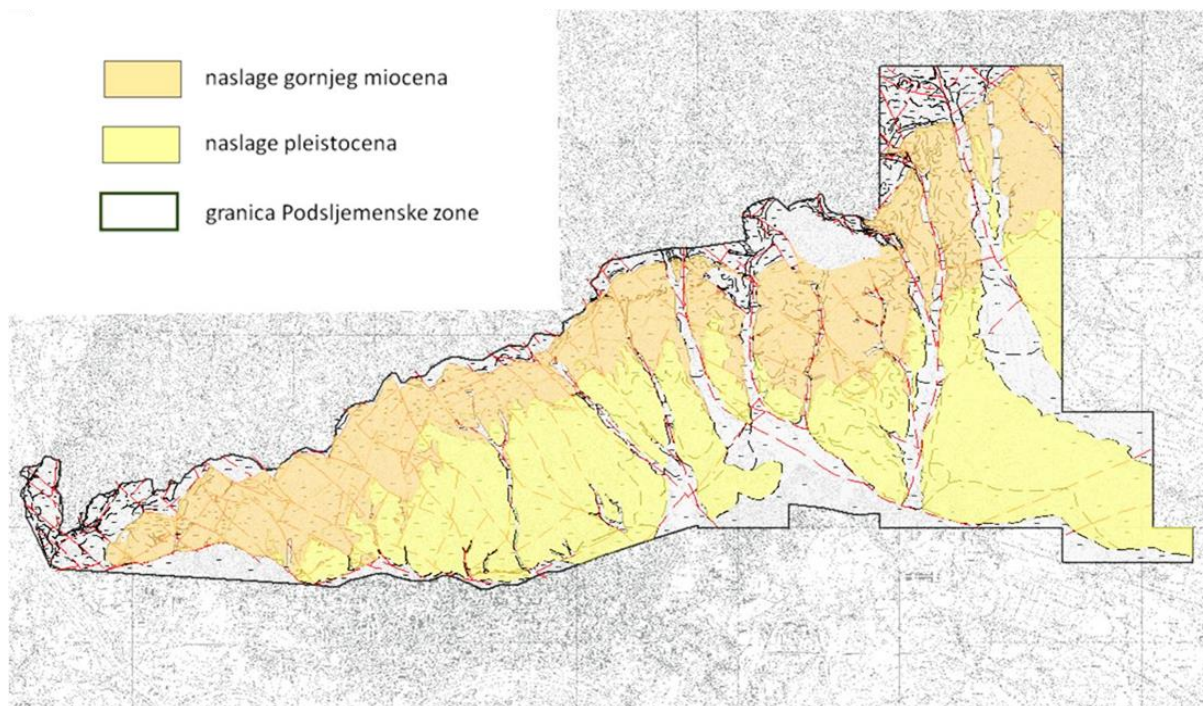 naslage gornjeg miocena
naslage pleistocena
granica Podsljemenske zone